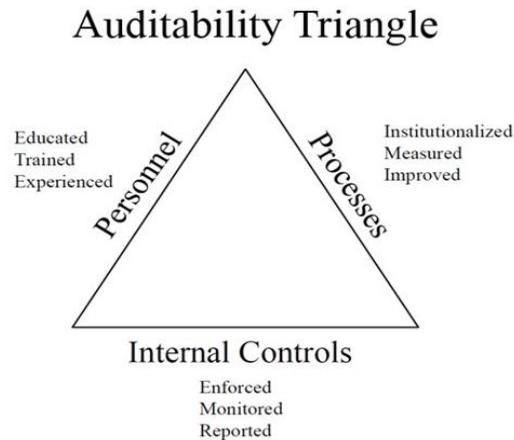 Auditability Triangle
Educated
Trained
Experienced
Personnel
Processes
Institutionalized
Measured
Improved
Internal Controls
Enforced
Monitored
Reported